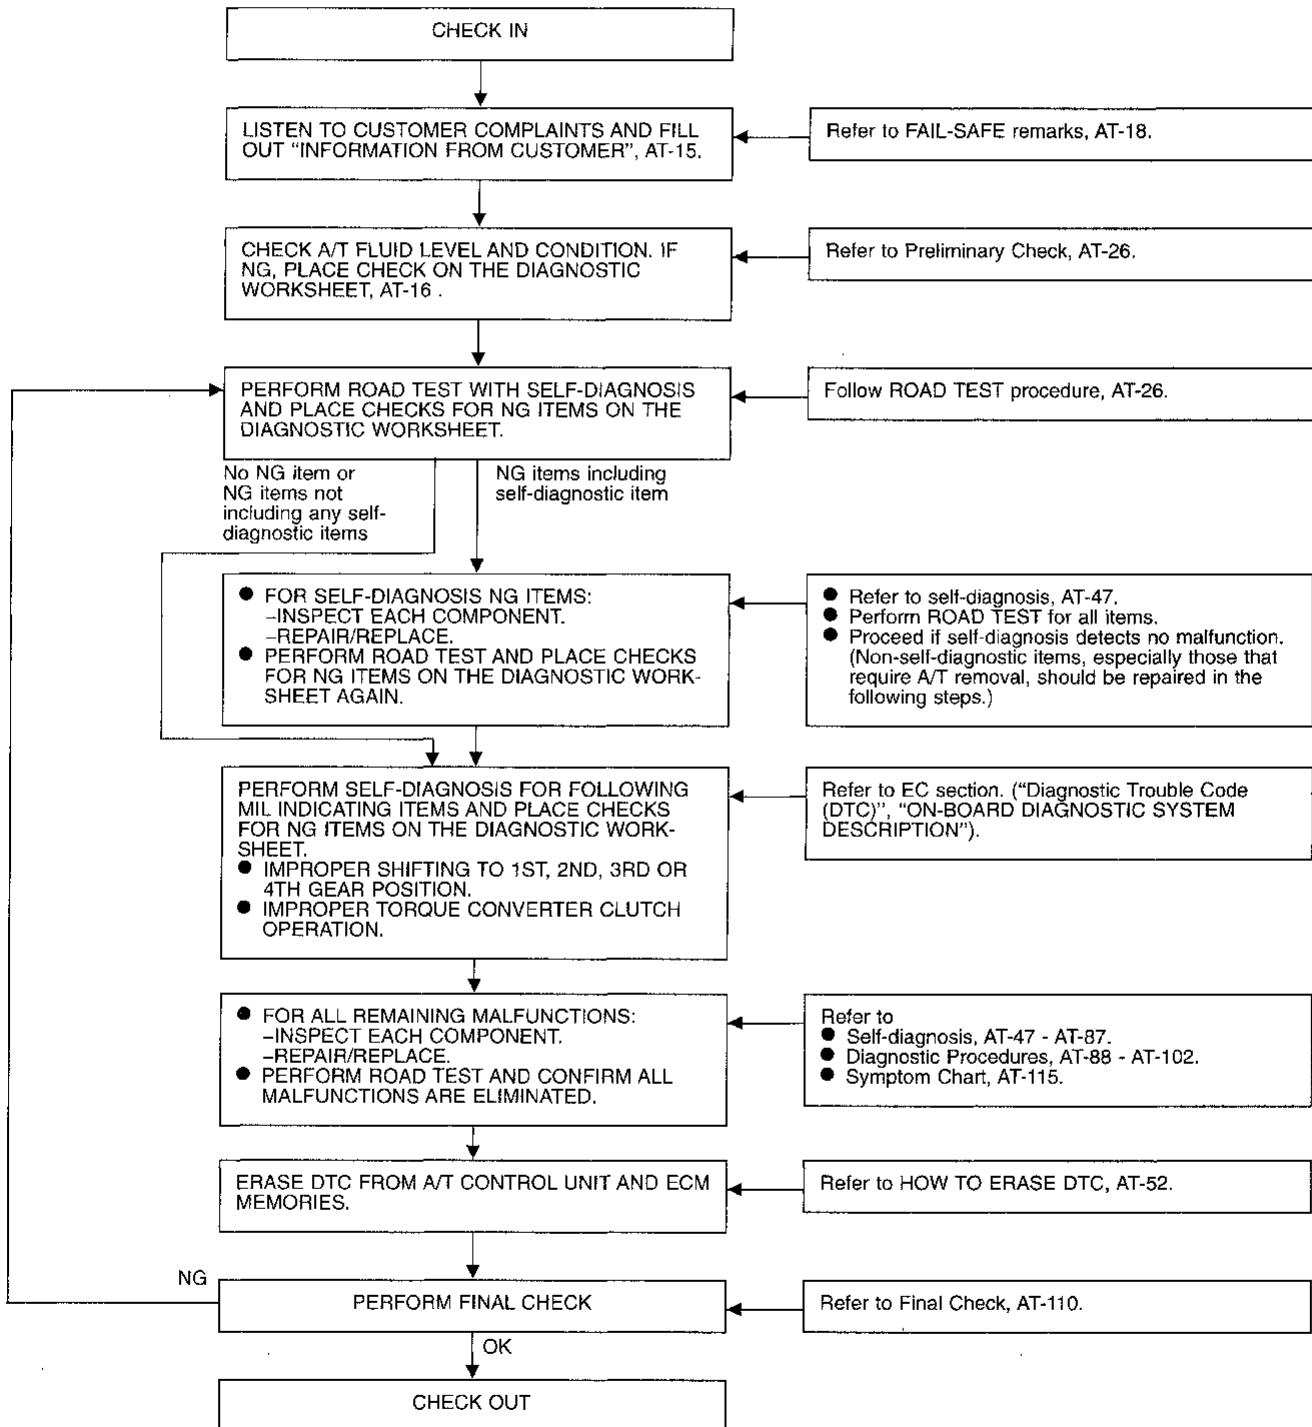 CHECK IN
LISTEN TO CUSTOMER COMPLAINTS AND FILL
OUT “INFORMATION FROM CUSTOMER”, AT-15.
Refer to FAIL-SAFE remarks, AT-18.
CHECK A/T FLUID LEVEL AND CONDITION. IF
NG, PLACE CHECK ON THE DIAGNOSTIC
WORKSHEET, AT-16 .
Refer to Preliminary Check, AT-26.
PERFORM ROAD TEST WITH SELF-DIAGNOSIS
AND PLACE CHECKS FOR NG ITEMS ON THE
DIAGNOSTIC WORKSHEET.
Follow ROAD TEST procedure, AT-26.
No NG item or
NG items not
including any self-
diagnostic items
NG items including
self-diagnostic item
● FOR SELF-DIAGNOSIS NG ITEMS:
–INSPECT EACH COMPONENT.
–REPAIR/REPLACE.
● PERFORM ROAD TEST AND PLACE CHECKS
FOR NG ITEMS ON THE DIAGNOSTIC WORK-
SHEET AGAIN.
● Refer to self-diagnosis, AT-47.
● Perform ROAD TEST for all items.
● Proceed if self-diagnosis detects no malfunction.
(Non-self-diagnostic items, especially those that
require A/T removal, should be repaired in the
following steps.)
PERFORM SELF-DIAGNOSIS FOR FOLLOWING
MIL INDICATING ITEMS AND PLACE CHECKS
FOR NG ITEMS ON THE DIAGNOSTIC WORK-
SHEET.
● IMPROPER SHIFTING TO 1ST, 2ND, 3RD OR
4TH GEAR POSITION.
● IMPROPER TORQUE CONVERTER CLUTCH
OPERATION.
Refer to EC section. (“Diagnostic Trouble Code
(DTC)”, “ON-BOARD DIAGNOSTIC SYSTEM
DESCRIPTION”).
● FOR ALL REMAINING MALFUNCTIONS:
–INSPECT EACH COMPONENT.
–REPAIR/REPLACE.
● PERFORM ROAD TEST AND CONFIRM ALL
MALFUNCTIONS ARE ELIMINATED.
Refer to
● Self-diagnosis, AT-47 - AT-87.
● Diagnostic Procedures, AT-88 - AT-102.
● Symptom Chart, AT-115.
ERASE DTC FROM A/T CONTROL UNIT AND ECM
MEMORIES.
Refer to HOW TO ERASE DTC, AT-52.
NG
PERFORM FINAL CHECK
Refer to Final Check, AT-110.
OK
CHECK OUT